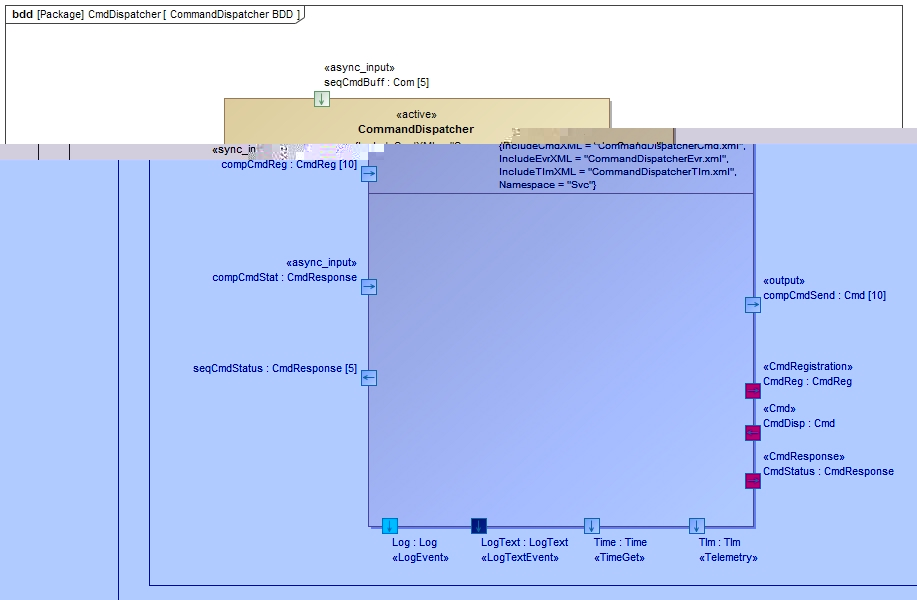 bdd [Package] CmdDispatcher [ CommandDispatcher BDD ]
«async_input»
seqCmdBuff : Com [5]
«active»
CommandDispatcher
«sync_in
compCmdReg : CmdReg [10]
{IncludeCmdXML = "CommandDispatcherCmd.xml",
IncludeEvrXML = "CommandDispatcherEvr.xml",
IncludeTlmXML = "CommandDispatcherTlm.xml",
Namespace = "Svc"}
«async_input»
compCmdStat : CmdResponse
«output»
compCmdSend : Cmd [10]
seqCmdStatus : CmdResponse [5]
«CmdRegistration»
CmdReg : CmdReg
«Cmd»
CmdDisp : Cmd
«CmdResponse»
CmdStatus : CmdResponse
Log : Log
«LogEvent»
LogText : LogText
«LogTextEvent»
Time : Time
«TimeGet»
Tlm : Tlm
«Telemetry»